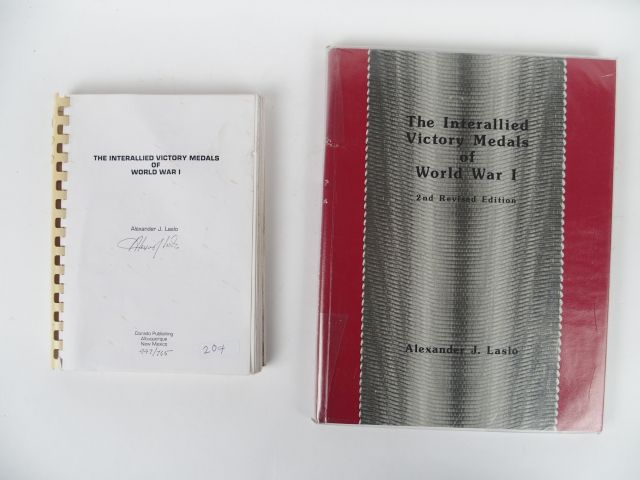 THE INTERALLIED VICTORY MEDALS
OF
WORLD WAR I
Alexander J. Laslo
Dorado Publishing
Albuquerque
New Mexico
204
The Interallied
Victory Medals
of
World War I
2nd Revised Edition
Alexander J. Laslo